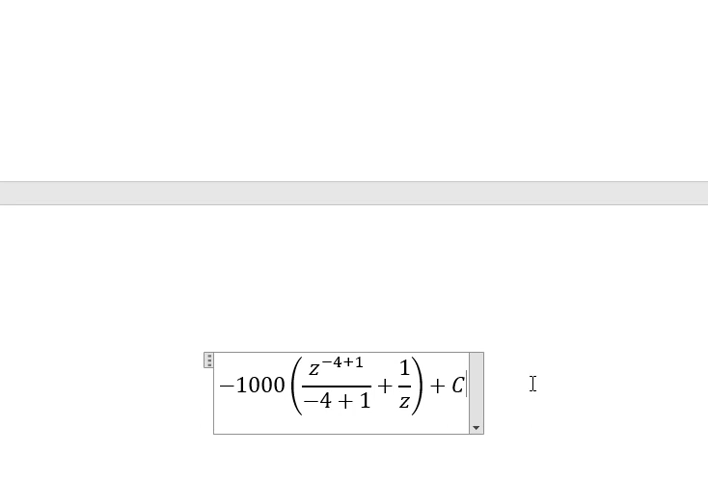 −1000 (z^(−4+1)/(−4 + 1) + 1/z) + C